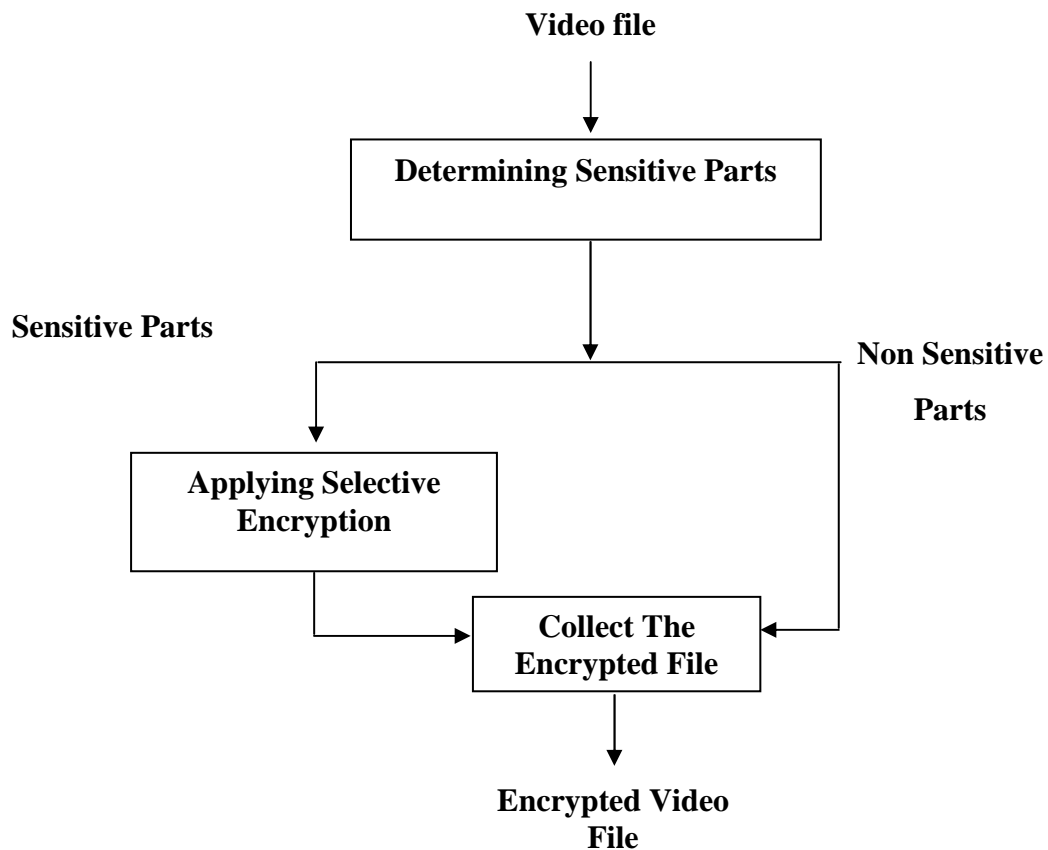 Video file
Determining Sensitive Parts
Sensitive Parts
Non Sensitive
Parts
Applying Selective
Encryption
Collect The
Encrypted File
Encrypted Video
File